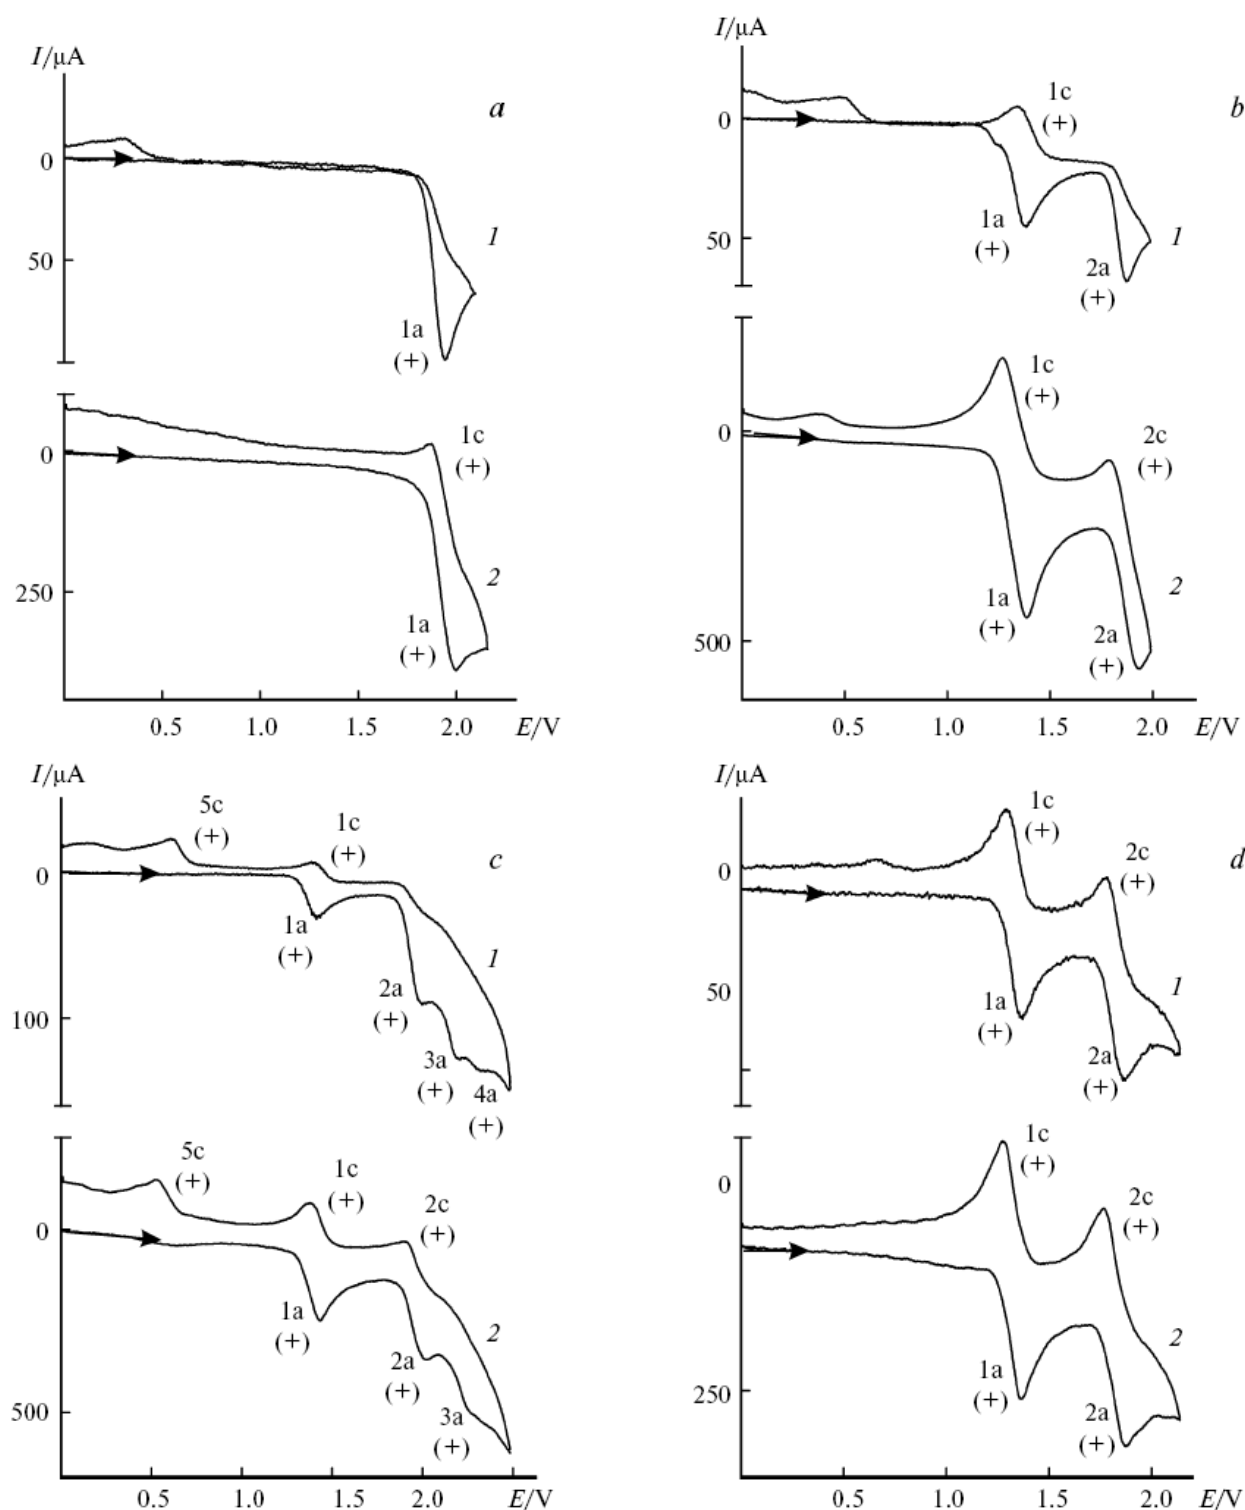 I/μA
a
0
50
1
1a
(+)
1c
(+)
0
250
2
1a
(+)
0.5 1.0 1.5 2.0 E/V
I/μA
1c
(+)
b
0
1a
(+)
50
1
2a
(+)
1c
(+)
0
2c
(+)
1a
(+)
2
2a
(+)
500
0.5 1.0 1.5 2.0 E/V
I/μA
5c
(+)
1c
(+)
c
0
1a
(+)
1
2a
(+)
100
3a
(+)
4a
(+)
5c
(+)
1c
(+)
2c
(+)
0
1a
(+)
2
2a
(+)
3a
(+)
500
0.5 1.0 1.5 2.0 E/V
I/μA
1c
(+)
2c
(+)
d
0
50
1a
(+)
1
2a
(+)
1c
(+)
0
2c
(+)
1a
(+)
2
250
2a
(+)
0.5 1.0 1.5 2.0 E/V